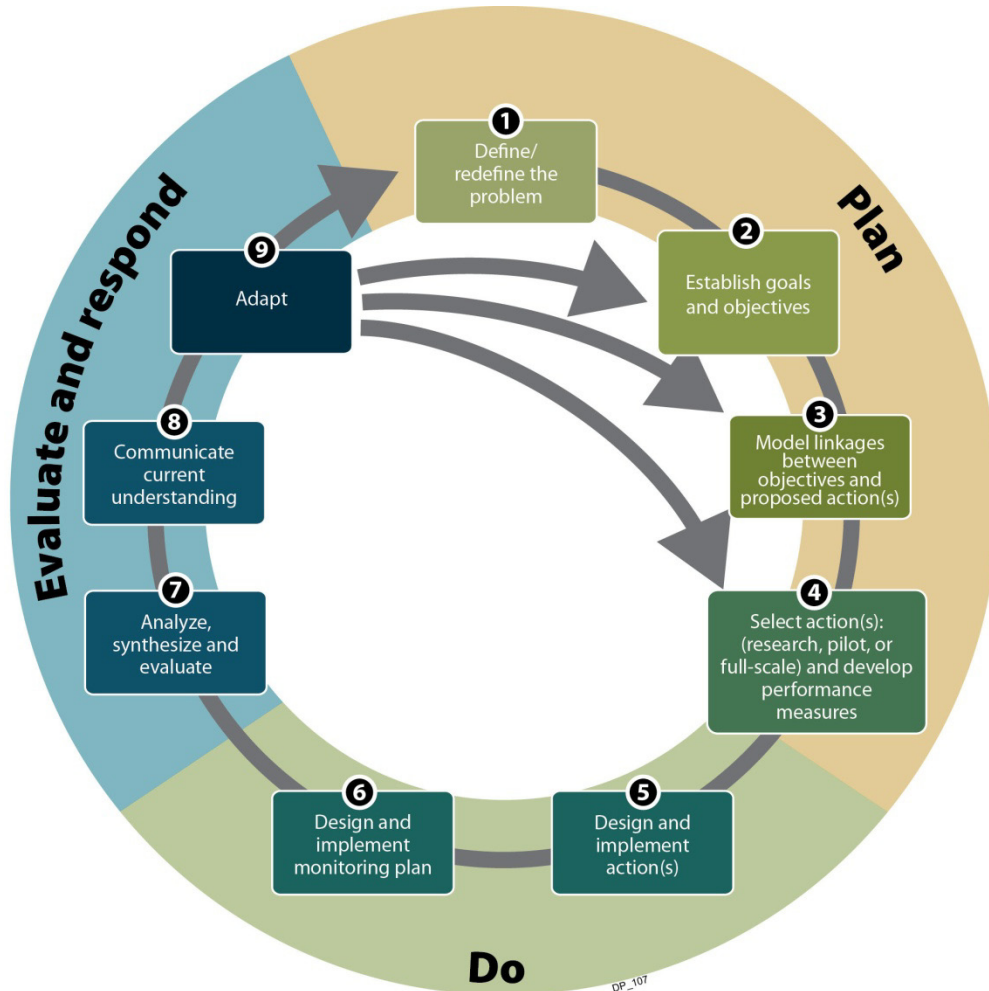 Plan
1
Define/
redefine the
problem
2
Establish goals
and objectives
3
Model linkages
between
objectives and
proposed action(s)
4
Select action(s):
(research, pilot, or
full-scale) and develop
performance
measures
Do
5
Design and
implement
action(s)
6
Design and
implement
monitoring plan
Evaluate and respond
7
Analyze,
synthesize and
evaluate
8
Communicate
current
understanding
9
Adapt
DP_107